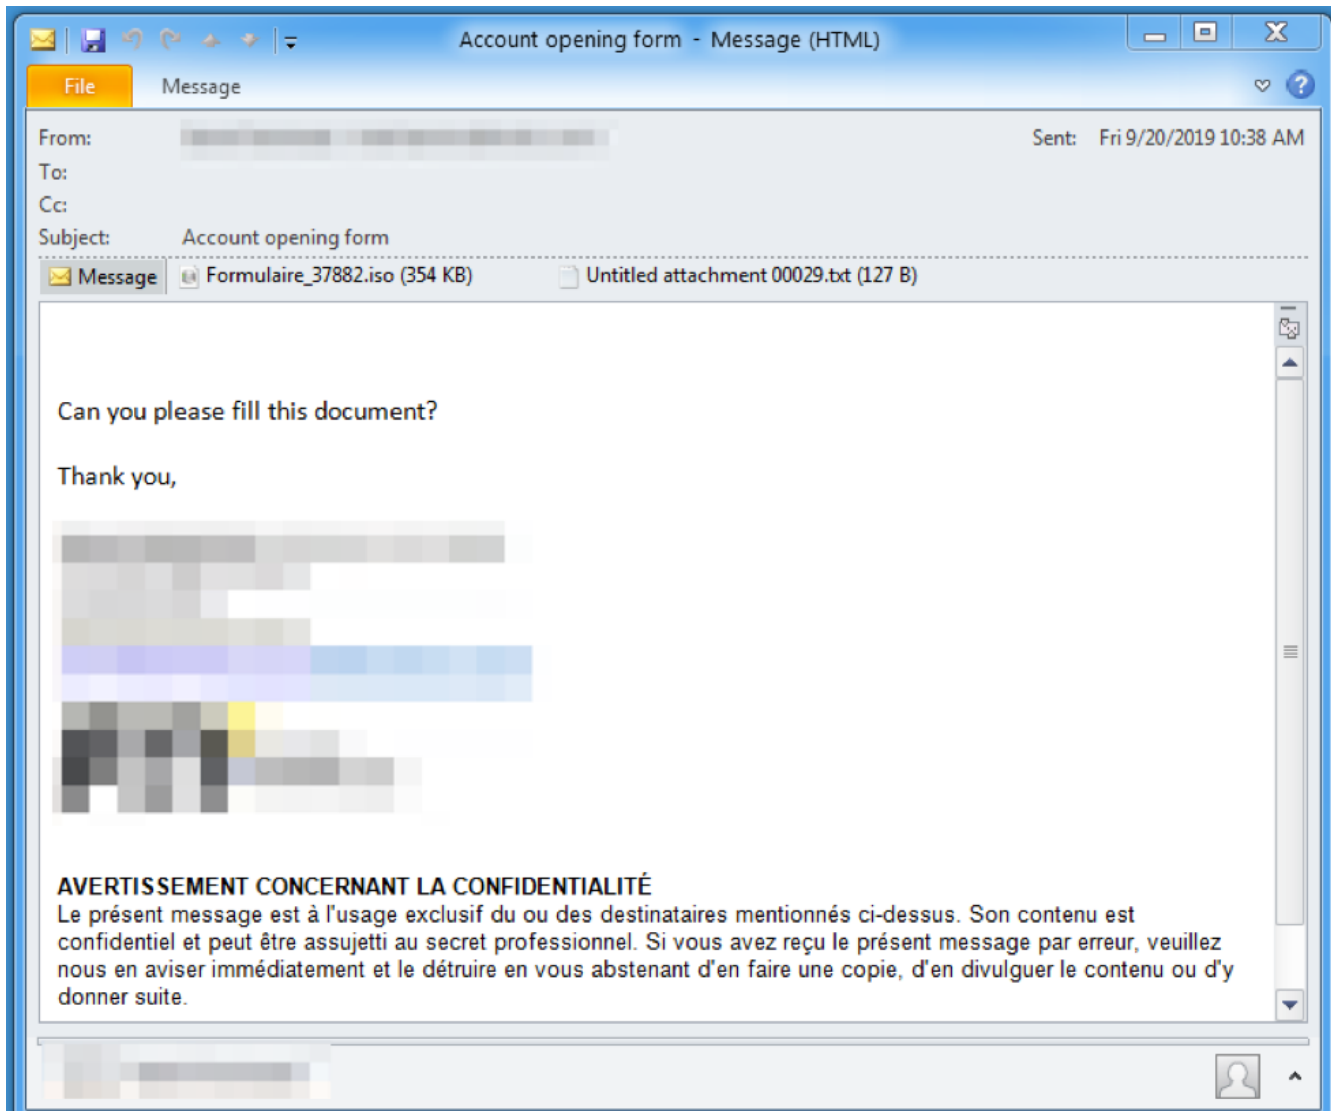 Account opening form - Message (HTML)
File Message
From:
Sent: Fri 9/20/2019 10:38 AM
To:
Cc:
Subject: Account opening form
Message Formulaire_37882.iso (354 KB) Untitled attachment 00029.txt (127 B)
Can you please fill this document?
Thank you,
AVERTISSEMENT CONCERNANT LA CONFIDENTIALITÉ
Le présent message est à l'usage exclusif du ou des destinataires mentionnés ci-dessus. Son contenu est
confidentiel et peut être assujetti au secret professionnel. Si vous avez reçu le présent message par erreur, veuillez
nous en aviser immédiatement et le détruire en vous abstenant d'en faire une copie, d'en divulguer le contenu ou d'y
donner suite.